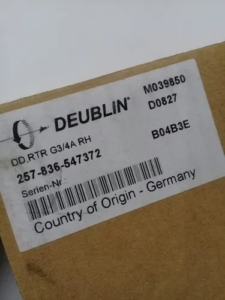 DEUBLIN®
M039850
D0827
DD.RTR G3/4A RH
B04B3E
257-836-547372
Serien-Nr
Country of Origin - Germany